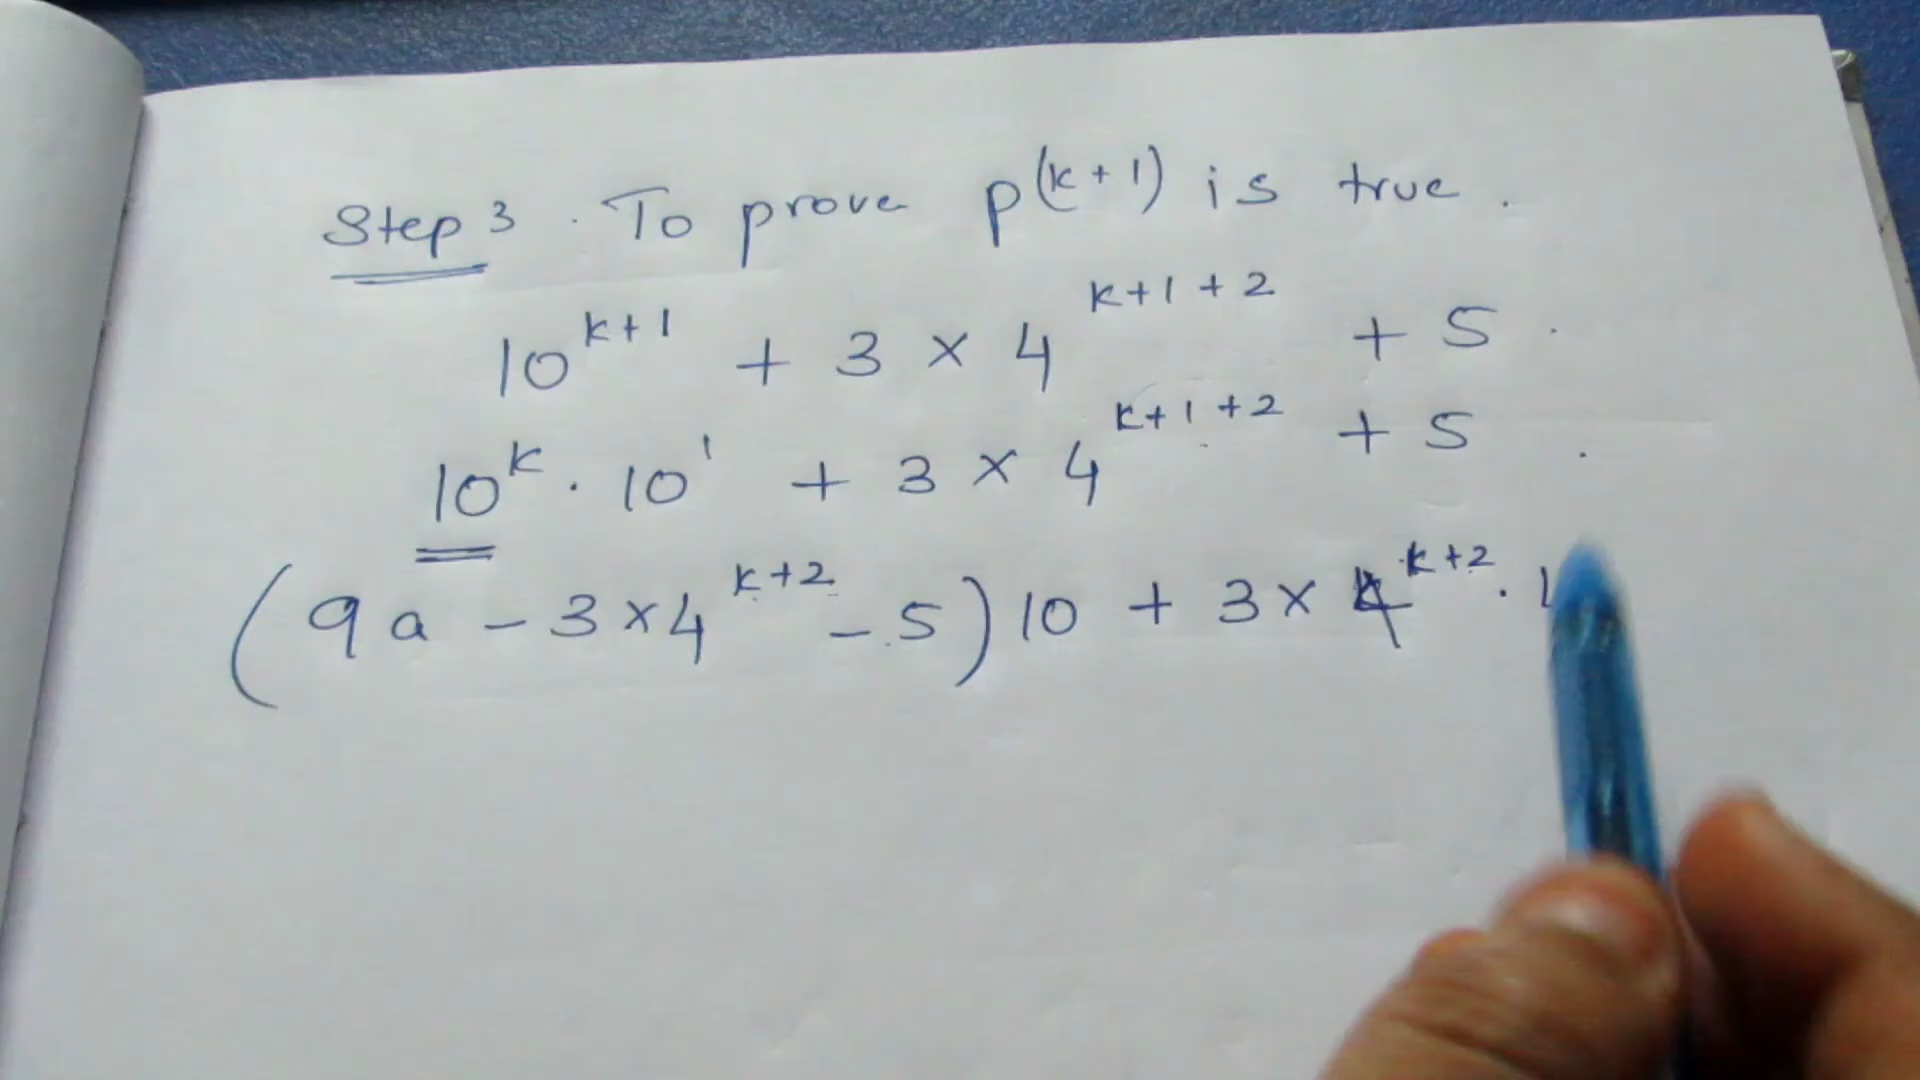 Step 3 . To prove p(k+1) is true .
10^{k+1} + 3 × 4^{k+1+2} + 5 .
10^k . 10^1 + 3 × 4^{k+1+2} + 5 .
(9a - 3×4^{k+2} - 5) 10 + 3× 4^{k+2} .